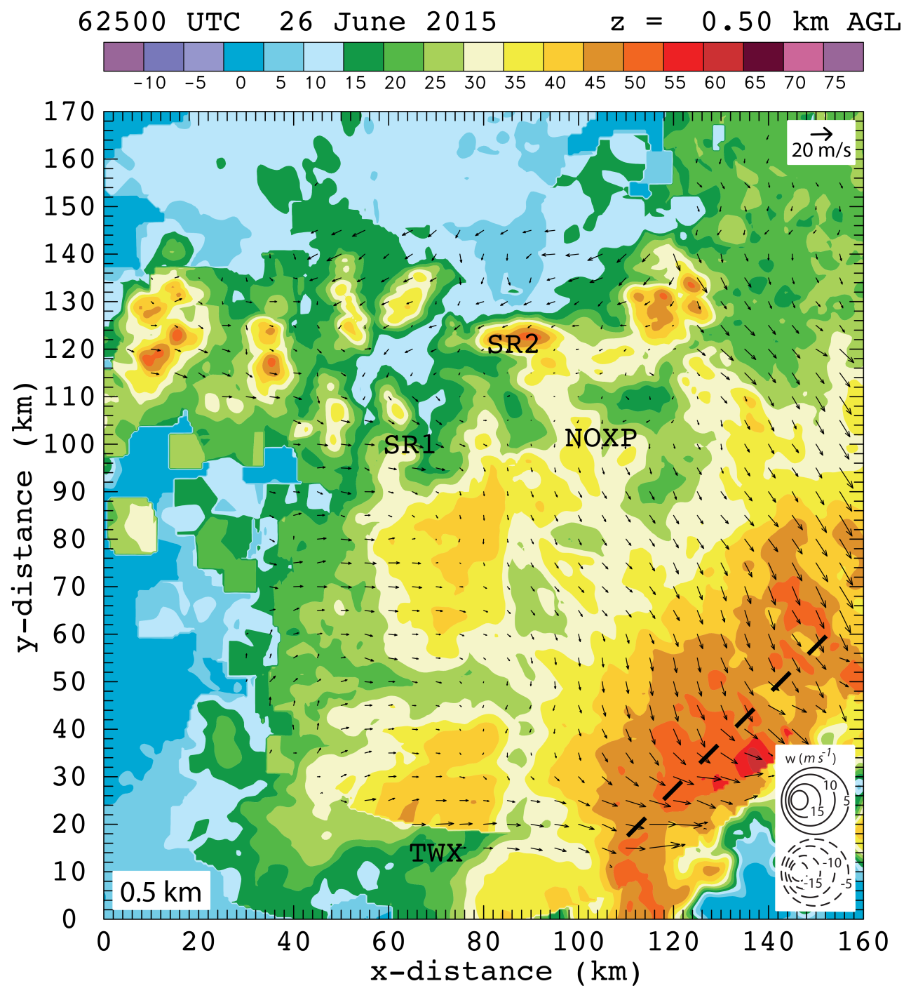 62500 UTC 26 June 2015 z = 0.50 km AGL
-10 -5 0 5 10 15 20 25 30 35 40 45 50 55 60 65 70 75
20 m/s
170
160
150
140
130
120
110
100
90
80
70
60
50
40
30
20
10
0
y-distance (km)
SR2
SR1
NOXP
TWX
w (m s-1)
10
5
15
-10
-15
-5
0.5 km
0 20 40 60 80 100 120 140 160
x-distance (km)